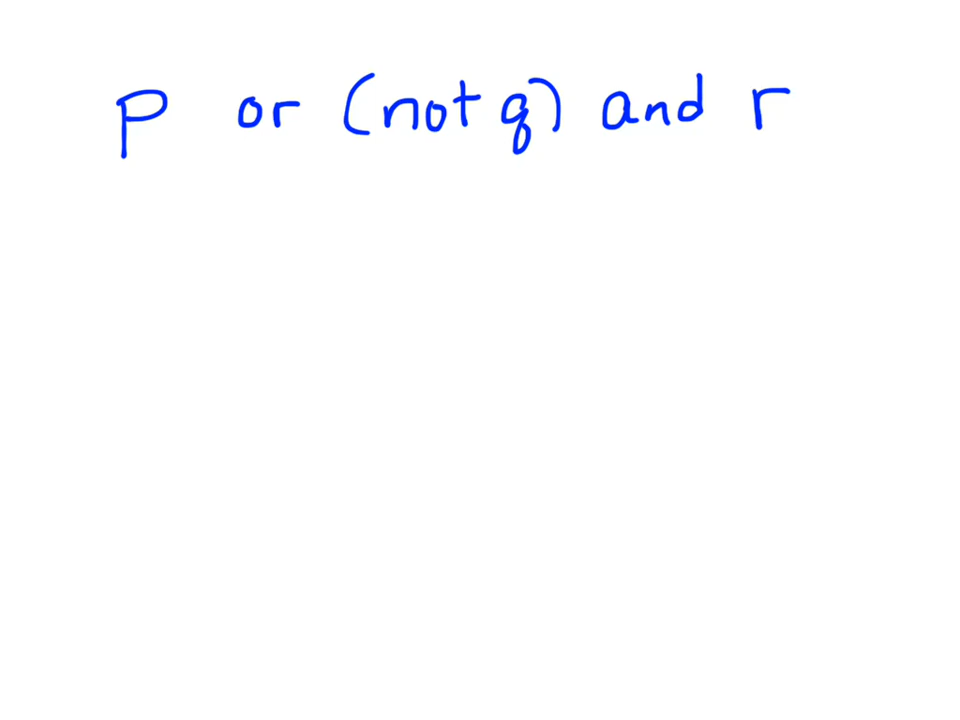 p or (not q) and r